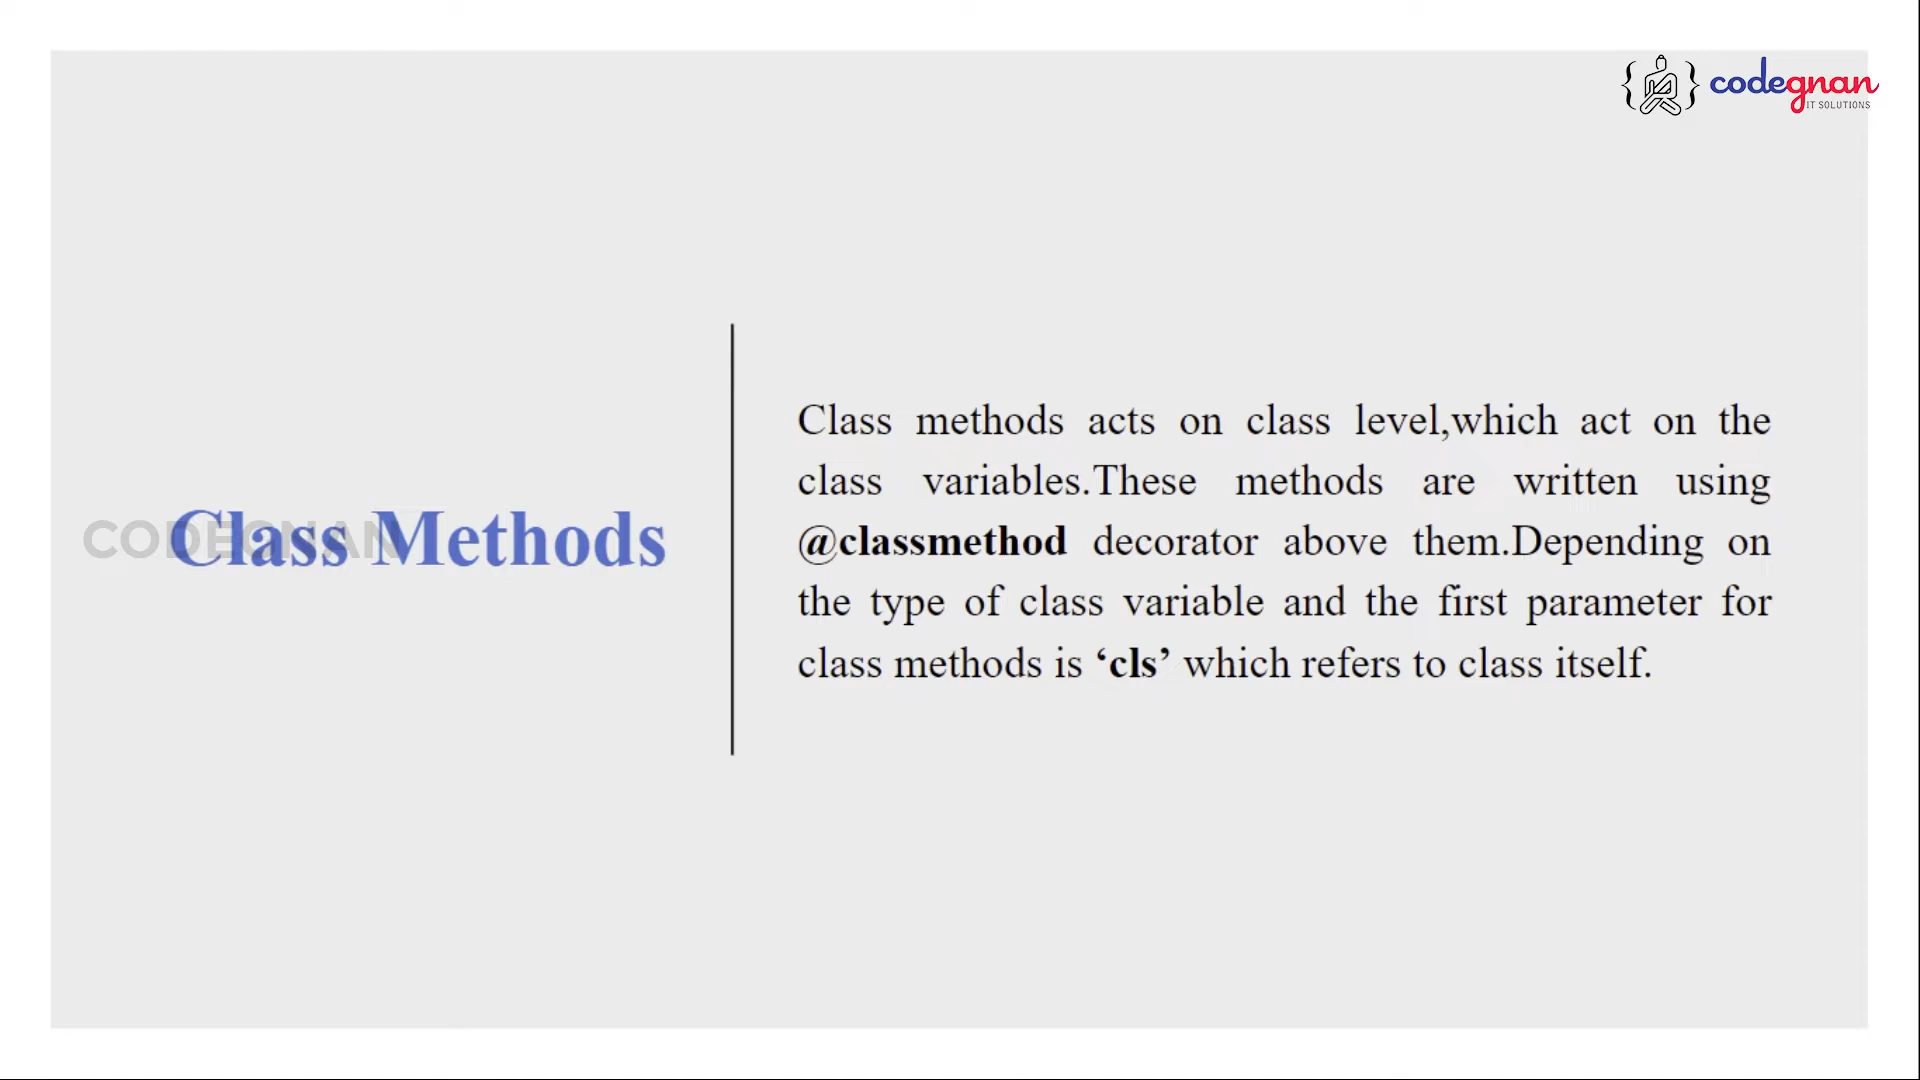 codegnan
IT SOLUTIONS
CODEGNAN
Class Methods
Class methods acts on class level,which act on the
class variables.These methods are written using
@classmethod decorator above them.Depending on
the type of class variable and the first parameter for
class methods is ‘cls’ which refers to class itself.